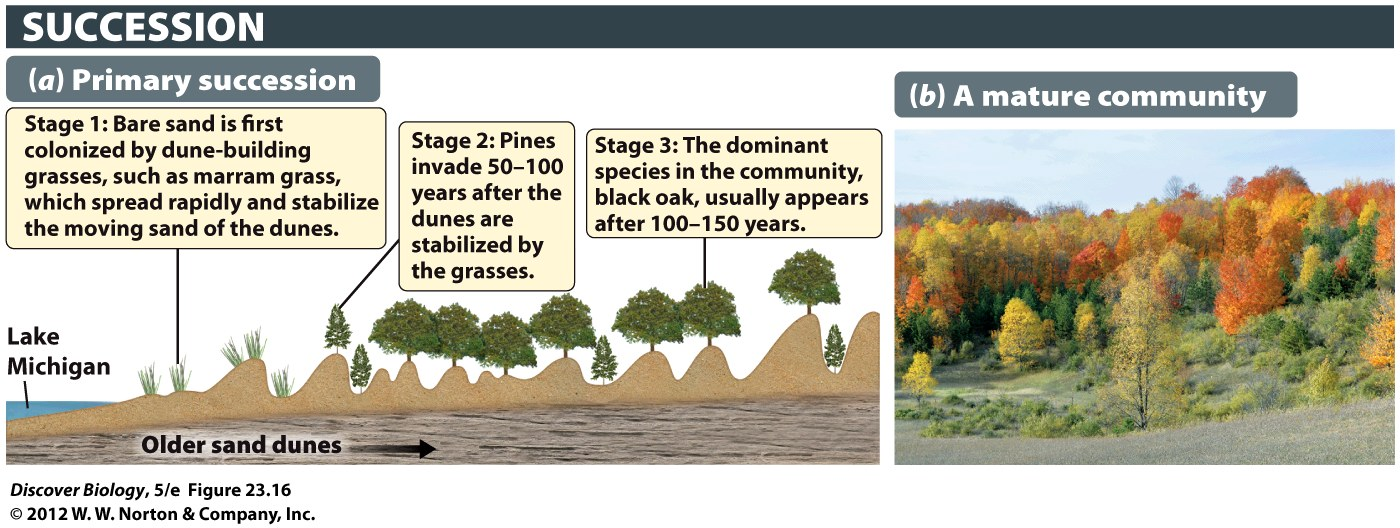 SUCCESSION
(a) Primary succession
Stage 1: Bare sand is first
colonized by dune-building
grasses, such as marram grass,
which spread rapidly and stabilize
the moving sand of the dunes.
Stage 2: Pines
invade 50–100
years after the
dunes are
stabilized by
the grasses.
Stage 3: The dominant
species in the community,
black oak, usually appears
after 100–150 years.
Lake
Michigan
Older sand dunes
(b) A mature community
Discover Biology, 5/e Figure 23.16
© 2012 W. W. Norton & Company, Inc.